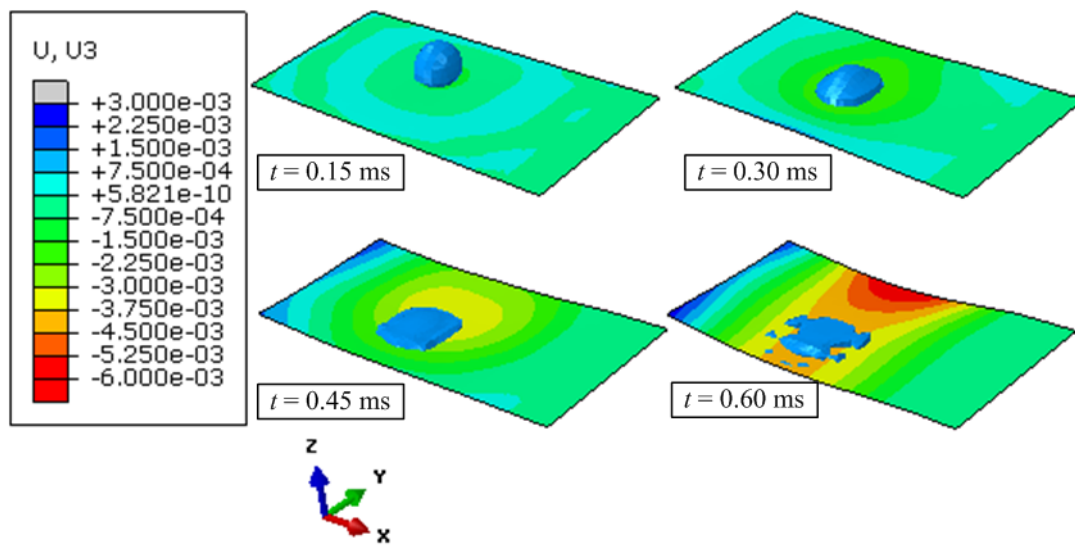 U, U3
+3.000e-03
+2.250e-03
+1.500e-03
+7.500e-04
+5.821e-10
-7.500e-04
-1.500e-03
-2.250e-03
-3.000e-03
-3.750e-03
-4.500e-03
-5.250e-03
-6.000e-03
t = 0.15 ms
t = 0.30 ms
t = 0.45 ms
t = 0.60 ms
Z
Y
X